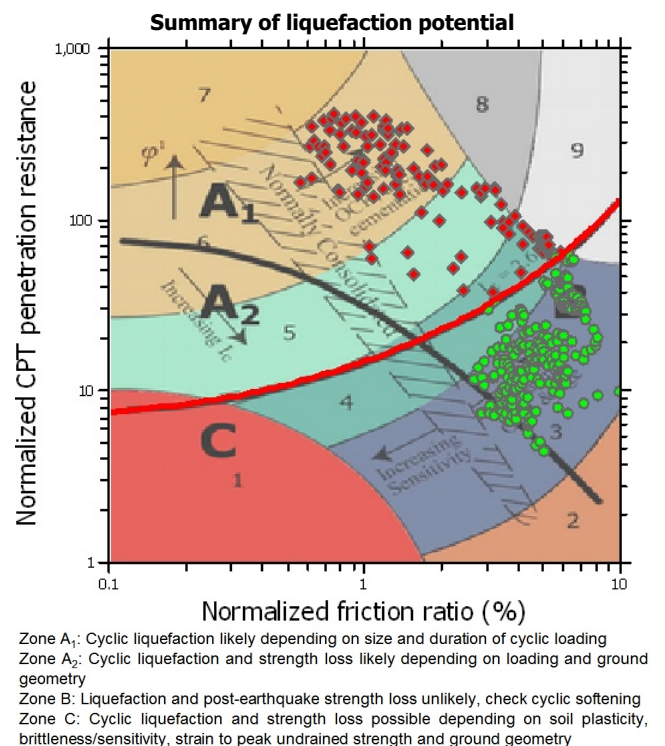 Summary of liquefaction potential
Normalized CPT penetration resistance
1,000
100
10
1
7
8
9
φ'
A1
6
Normally Consolidated
A2
Increasing Ic
5
B
4
C
1
Increasing
Sensitivity
3
2
0.1
1
10
Normalized friction ratio (%)
Zone A1: Cyclic liquefaction likely depending on size and duration of cyclic loading
Zone A2: Cyclic liquefaction and strength loss likely depending on loading and ground
geometry
Zone B: Liquefaction and post-earthquake strength loss unlikely, check cyclic softening
Zone C: Cyclic liquefaction and strength loss possible depending on soil plasticity,
brittleness/sensitivity, strain to peak undrained strength and ground geometry